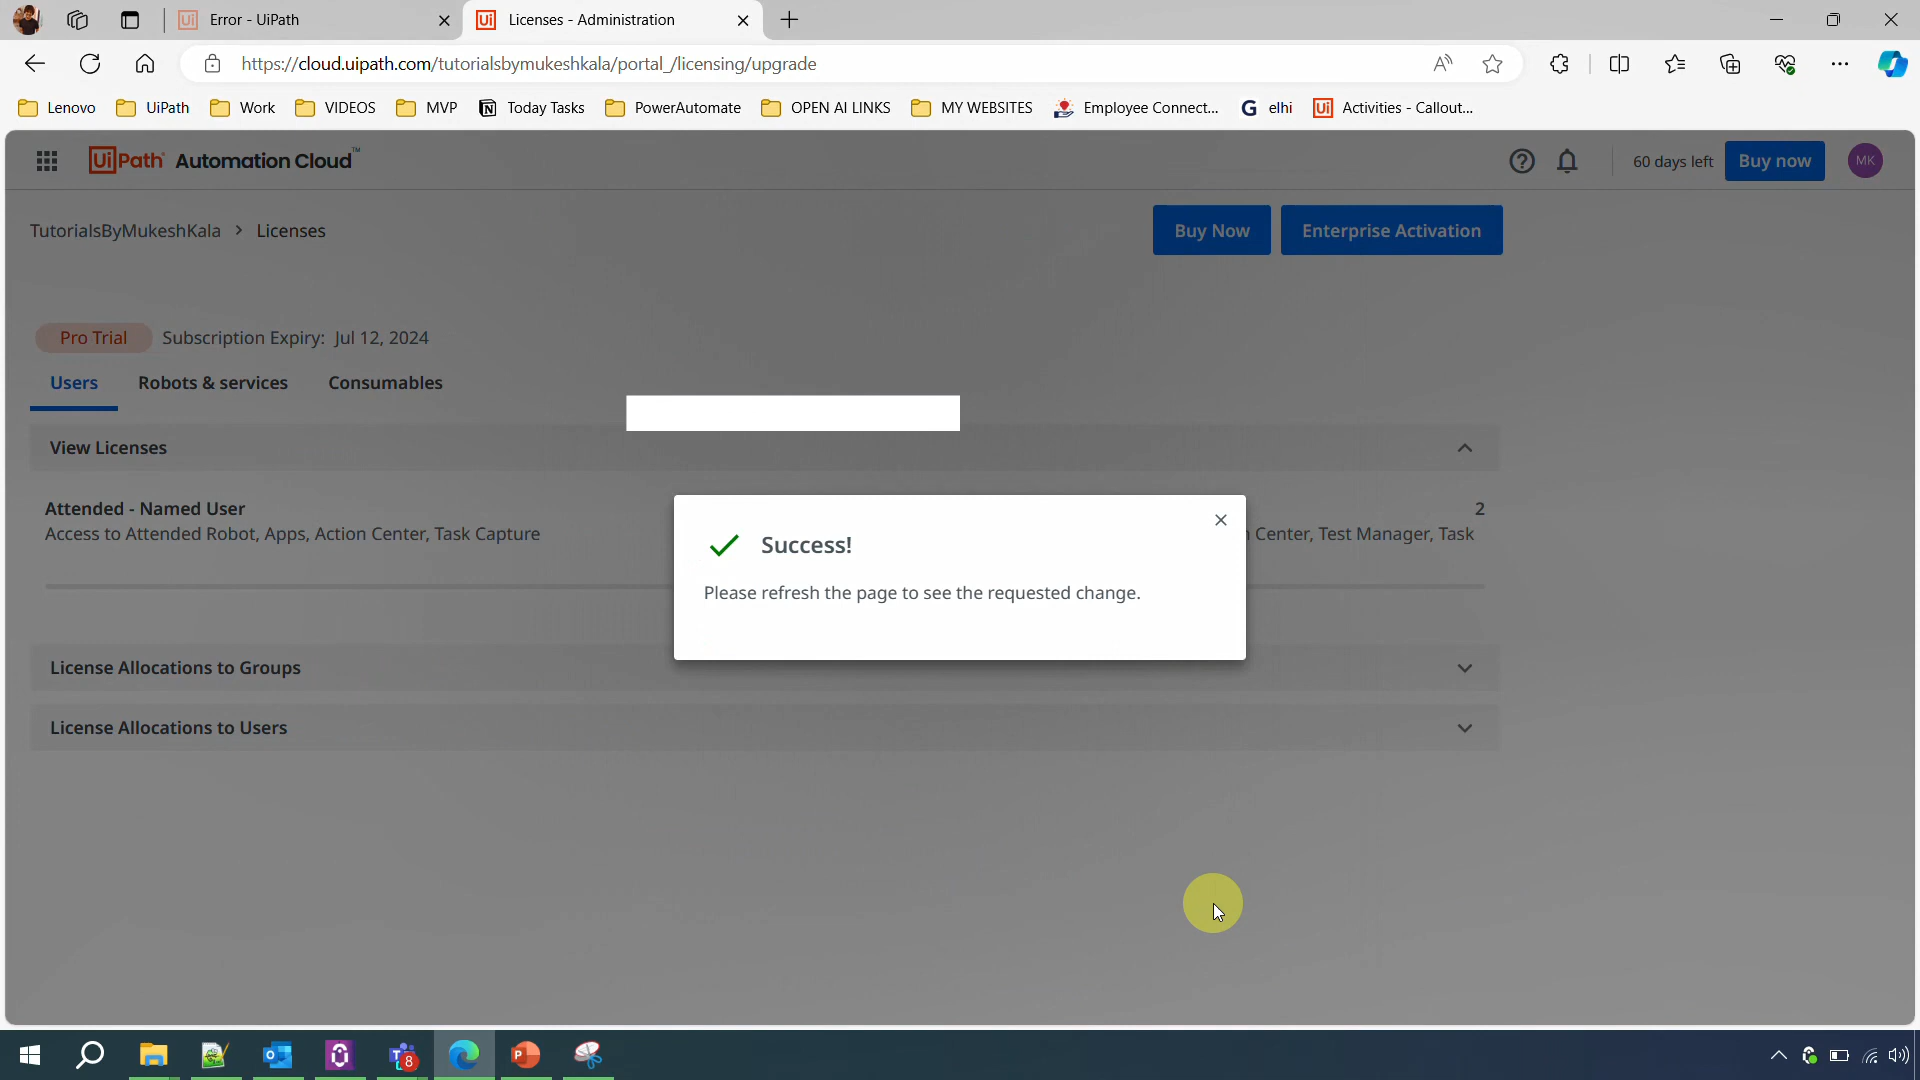 Error - UiPath
Licenses - Administration
https://cloud.uipath.com/tutorialsbymukeshkala/portal_/licensing/upgrade
Lenovo
UiPath
Work
VIDEOS
MVP
Today Tasks
PowerAutomate
OPEN AI LINKS
MY WEBSITES
Employee Connect...
elhi
Activities - Callout...
UiPath Automation Cloud™
60 days left
Buy now
MK
TutorialsByMukeshKala > Licenses
Buy Now
Enterprise Activation
Pro Trial
Subscription Expiry: Jul 12, 2024
Users
Robots & services
Consumables
View Licenses
Attended - Named User
2
Access to Attended Robot, Apps, Action Center, Task Capture
Center, Test Manager, Task
Success!
Please refresh the page to see the requested change.
License Allocations to Groups
License Allocations to Users
8